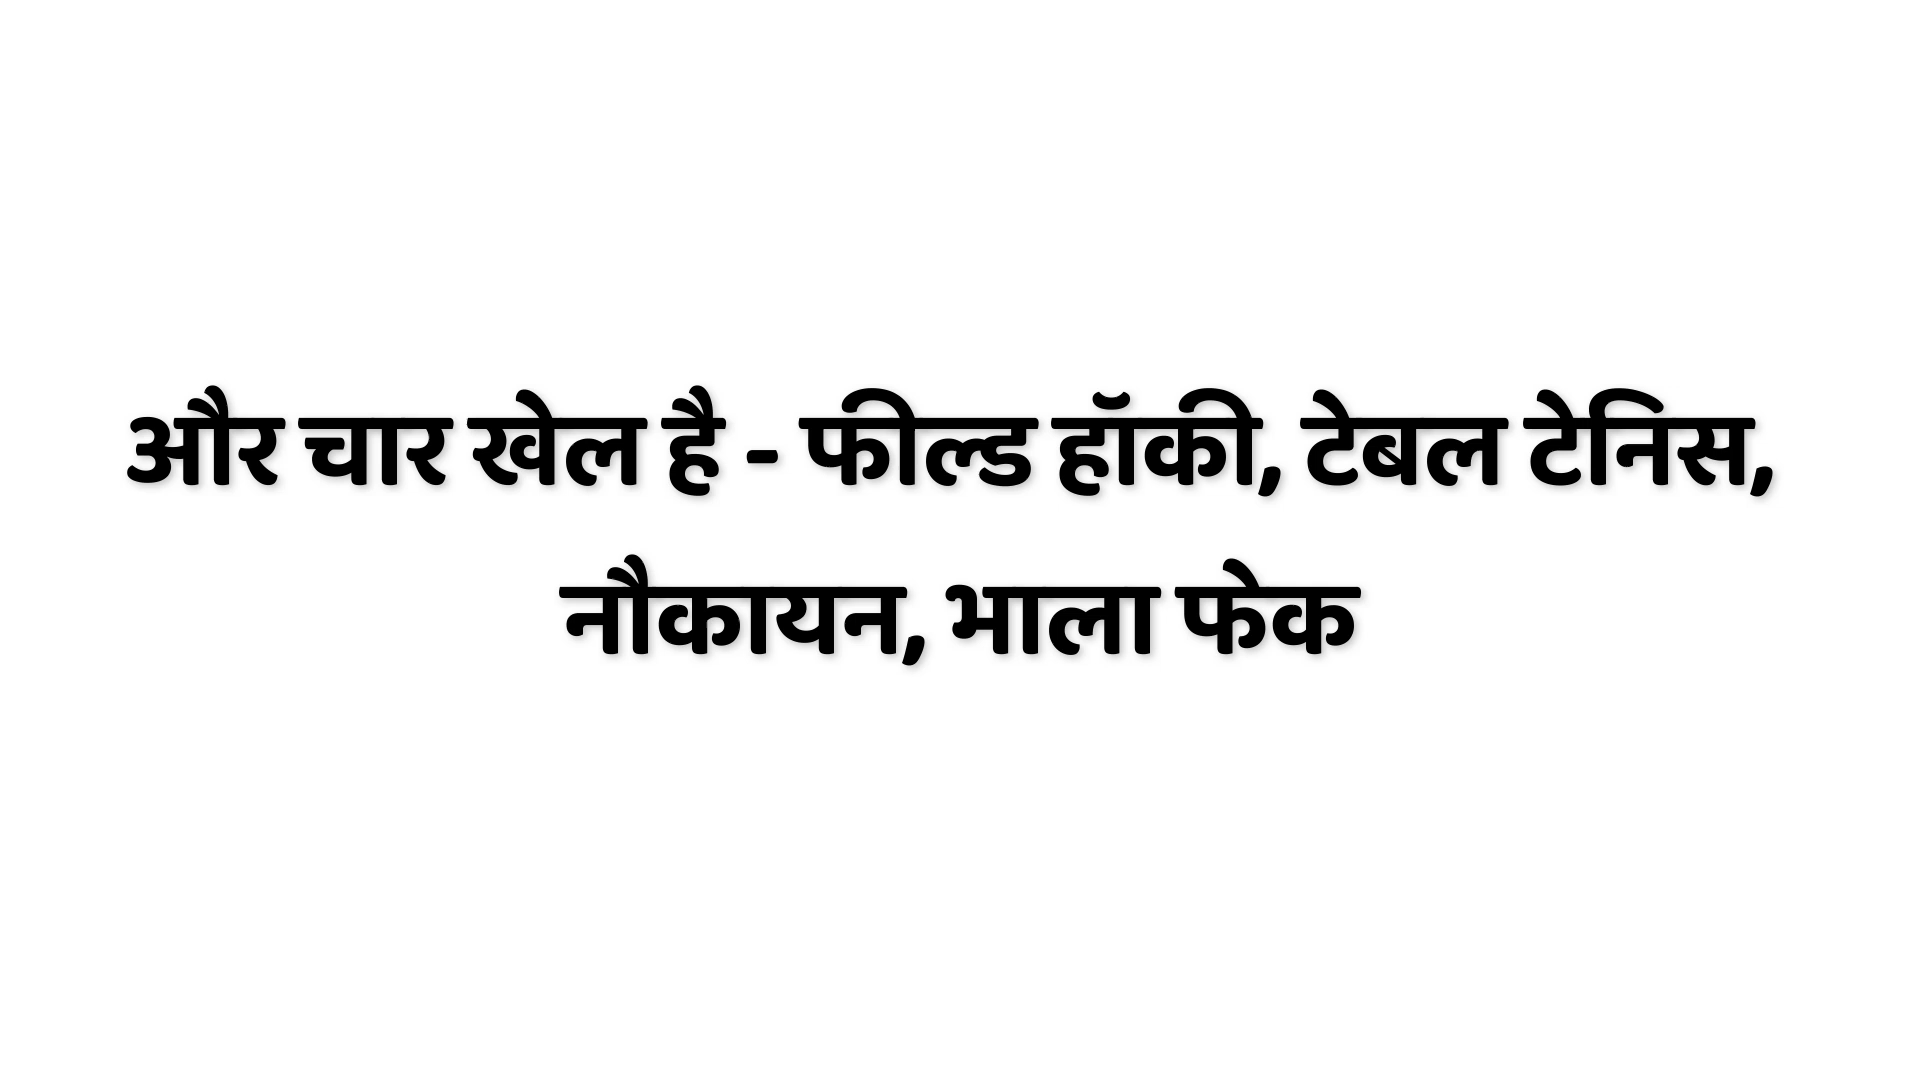 और चार खेल है - फील्ड हॉकी, टेबल टेनिस,
नौकायन, भाला फेक